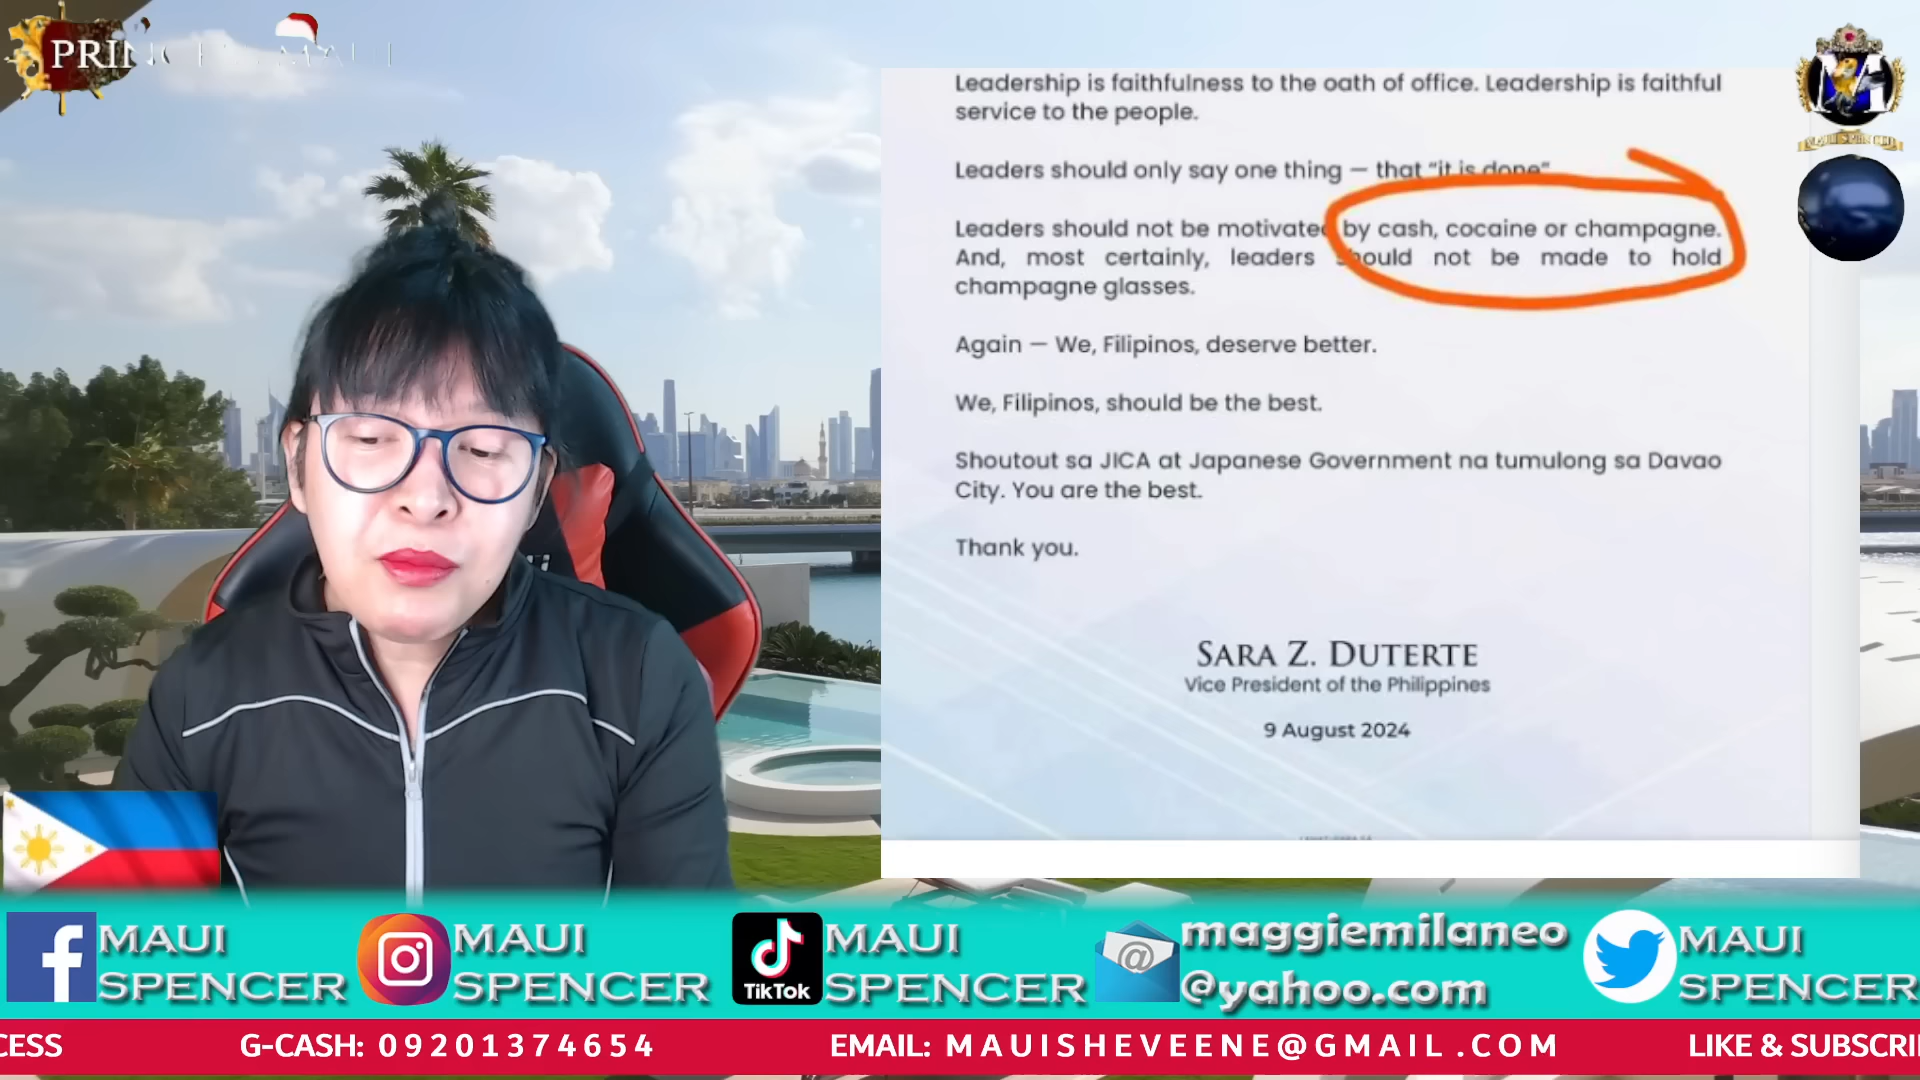 PRINCESS MAUI
Leadership is faithfulness to the oath of office. Leadership is faithful
service to the people.
Leaders should only say one thing — that “it is done”
Leaders should not be motivated by cash, cocaine or champagne.
And, most certainly, leaders should not be made to hold
champagne glasses.
Again — We, Filipinos, deserve better.
We, Filipinos, should be the best.
Shoutout sa JICA at Japanese Government na tumulong sa Davao
City. You are the best.
Thank you.
SARA Z. DUTERTE
Vice President of the Philippines
9 August 2024
M
MAUI SPENCER
MAUI
SPENCER
MAUI
SPENCER
TikTok
MAUI
SPENCER
maggiemilaneo
@yahoo.com
MAUI
SPENCER
CESS G-CASH: 09201374654 EMAIL: MAUISHEVEENE@GMAIL .COM LIKE & SUBSCRI